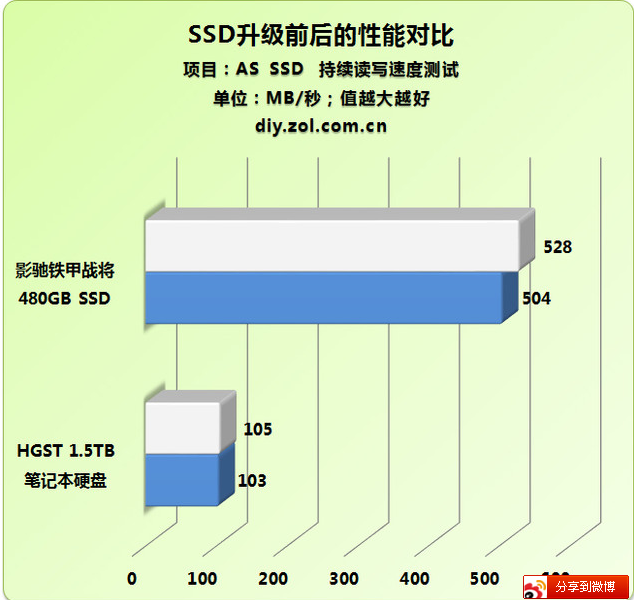 SSD升级前后的性能对比
项目：AS SSD 持续读写速度测试
单位：MB/秒；值越大越好
diy.zol.com.cn
528
影驰铁甲战将
480GB SSD
504
105
HGST 1.5TB
笔记本硬盘
103
0 100 200 300 400 500
分享到微博